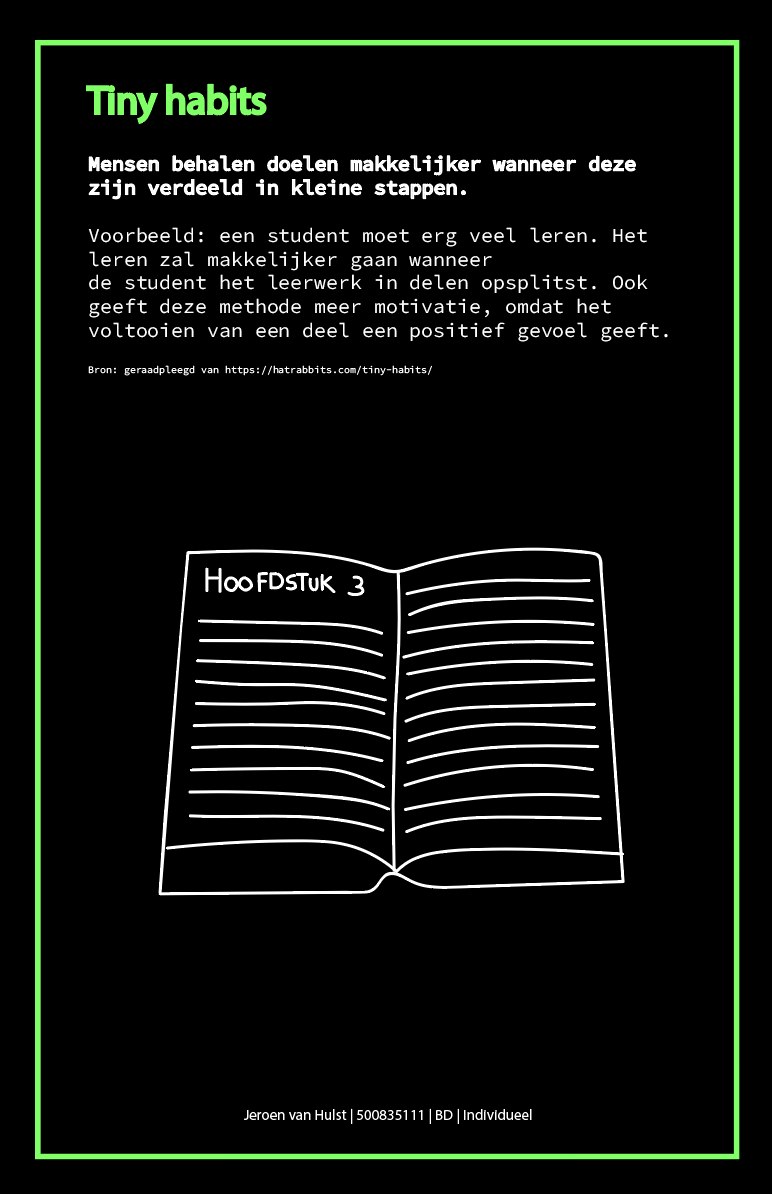 Tiny habits
Mensen behalen doelen makkelijker wanneer deze
zijn verdeeld in kleine stappen.
Voorbeeld: een student moet erg veel leren. Het
leren zal makkelijker gaan wanneer
de student het leerwerk in delen opsplitst. Ook
geeft deze methode meer motivatie, omdat het
voltooien van een deel een positief gevoel geeft.
Bron: geraadpleegd van https://hatrabbits.com/tiny-habits/
HOOFDSTUK 3
Jeroen van Hulst | 500835111 | BD | Individueel